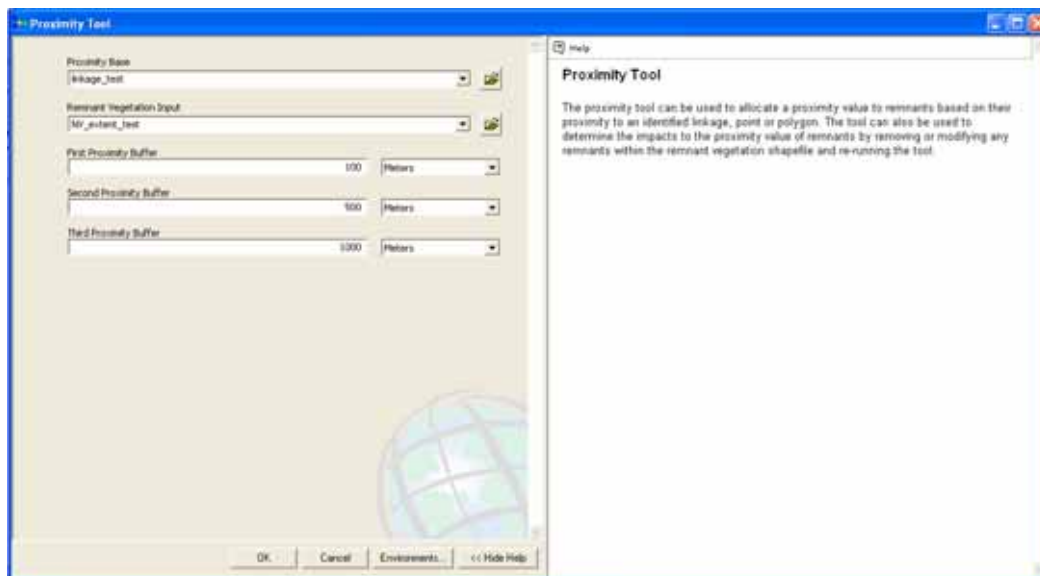 Proximity Tool
Proximity Base
linkage_test
Remnant Vegetation Input
NV_extent_test
First Proximity Buffer
100 Meters
Second Proximity Buffer
500 Meters
Third Proximity Buffer
1000 Meters
OK Cancel Environments... << Hide Help
Help
Proximity Tool
The proximity tool can be used to allocate a proximity value to remnants based on their
proximity to an identified linkage, point or polygon. The tool can also be used to
determine the impacts to the proximity value of remnants by removing or modifying any
remnants within the remnant vegetation shapefile and re-running the tool.